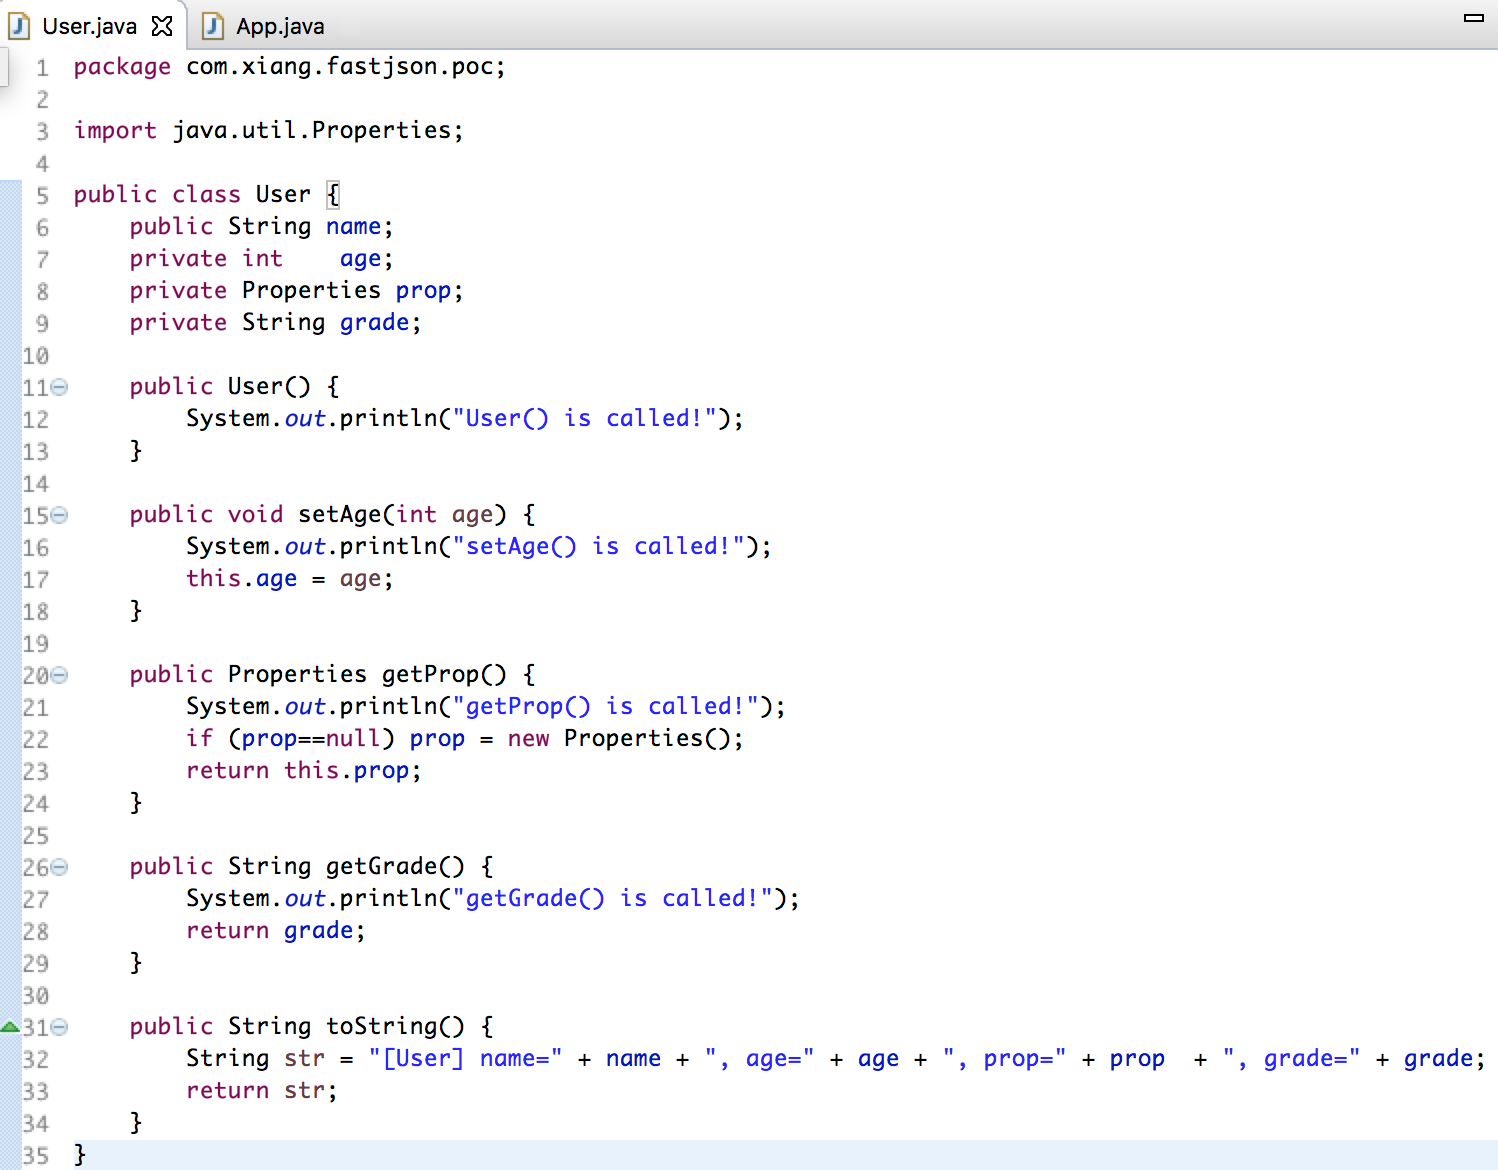 User.java App.java
1 package com.xiang.fastjson.poc;
2
3 import java.util.Properties;
4
5 public class User {
6     public String name;
7     private int    age;
8     private Properties prop;
9     private String grade;
10
11     public User() {
12         System.out.println("User() is called!");
13     }
14
15     public void setAge(int age) {
16         System.out.println("setAge() is called!");
17         this.age = age;
18     }
19
20     public Properties getProp() {
21         System.out.println("getProp() is called!");
22         if (prop==null) prop = new Properties();
23         return this.prop;
24     }
25
26     public String getGrade() {
27         System.out.println("getGrade() is called!");
28         return grade;
29     }
30
31     public String toString() {
32         String str = "[User] name=" + name + ", age=" + age + ", prop=" + prop  + ", grade=" + grade;
33         return str;
34     }
35 }